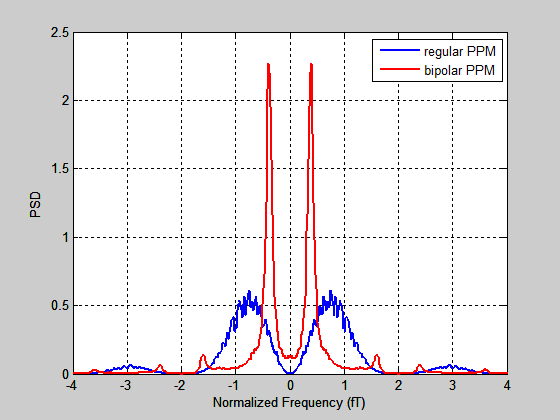 2.5
regular PPM
bipolar PPM
2
1.5
1
0.5
0
PSD
-4 -3 -2 -1 0 1 2 3 4
Normalized Frequency (fT)